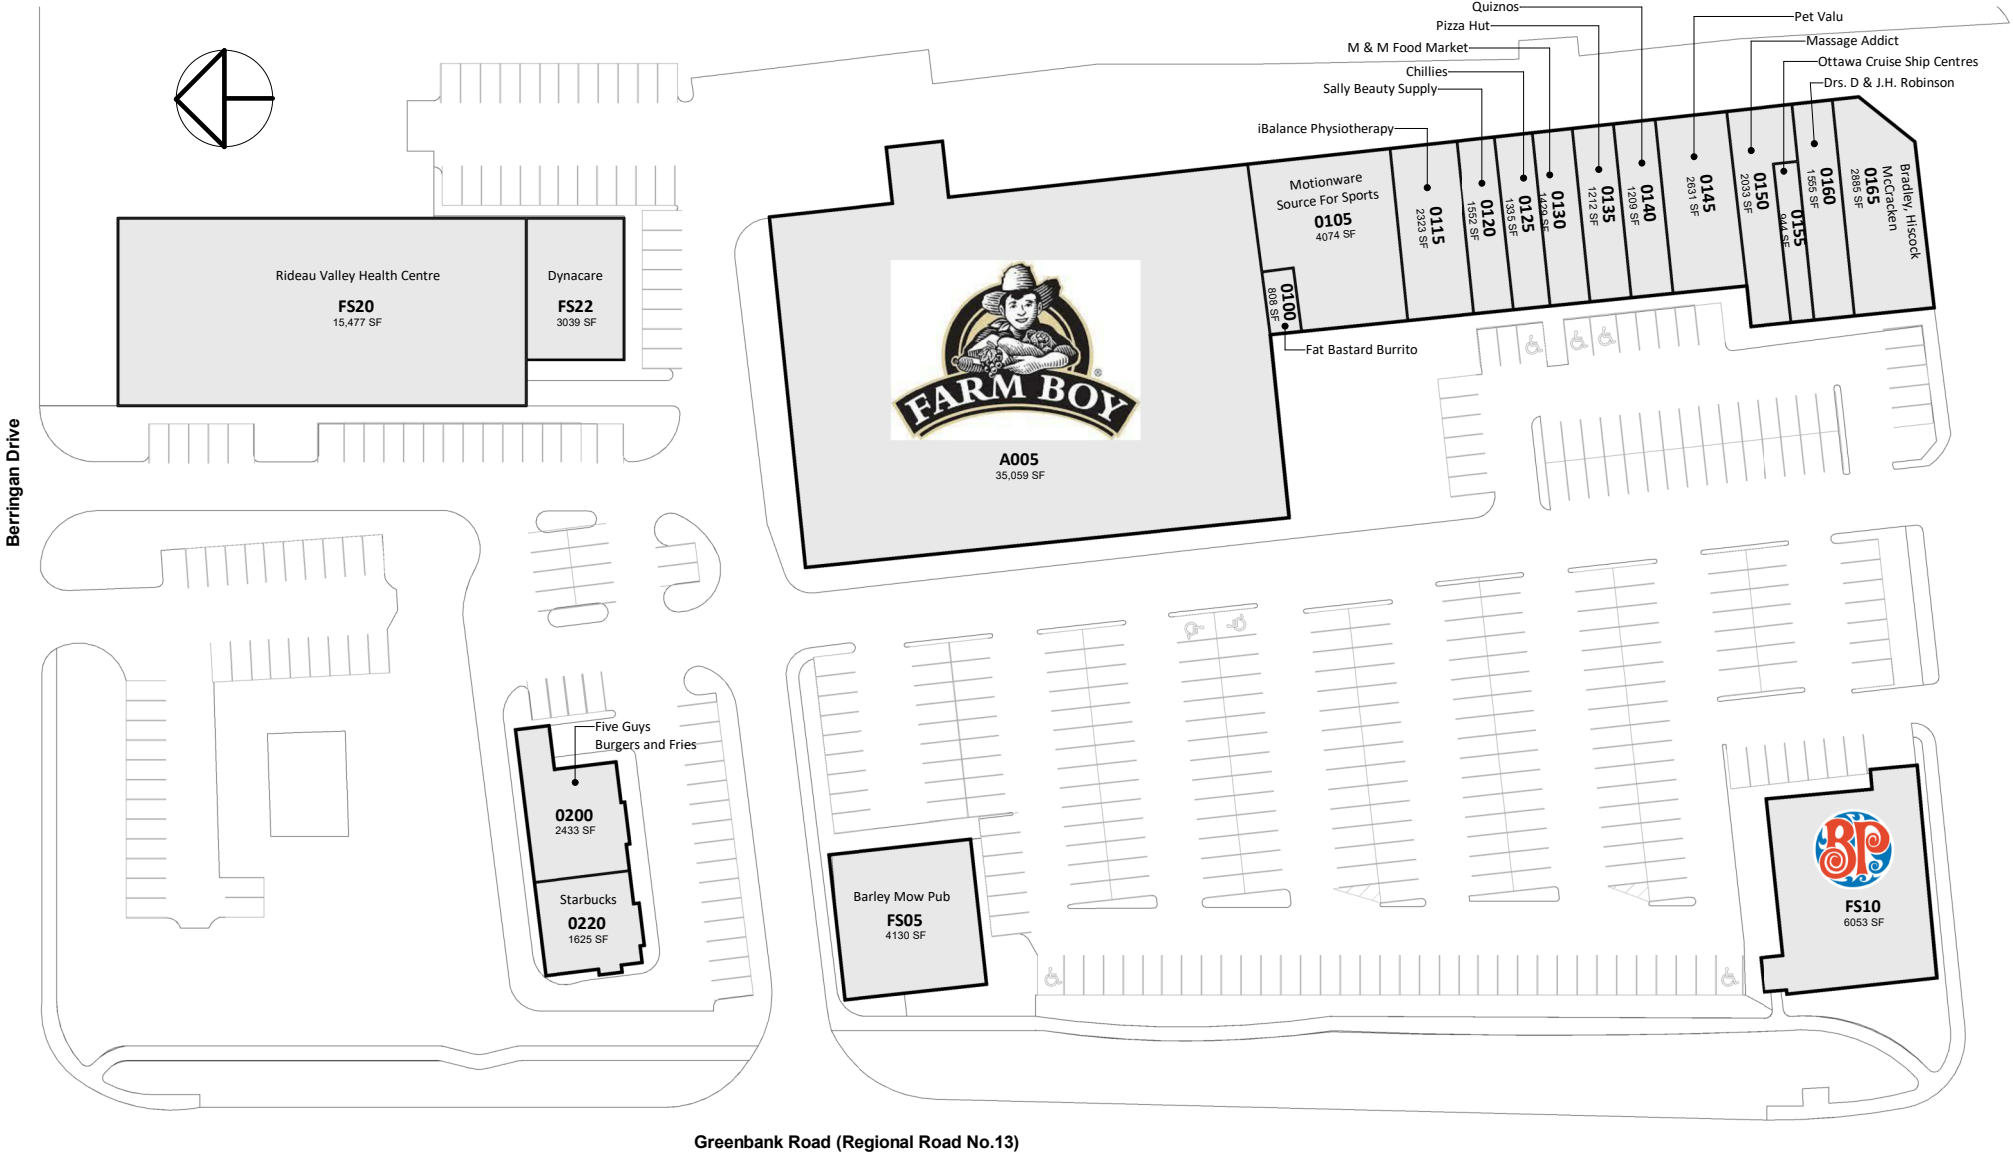 Quiznos
Pizza Hut
Pet Valu
M & M Food Market
Massage Addict
Chillies
Ottawa Cruise Ship Centres
Sally Beauty Supply
Drs. D & J.H. Robinson
iBalance Physiotherapy
Motionware
Source For Sports
0105
4074 SF
0115
2323 SF
0120
1552 SF
0125
1335 SF
0130
1429 SF
0135
1212 SF
0140
1209 SF
0145
2631 SF
0150
2033 SF
0155
944 SF
0160
1555 SF
0165
2885 SF
Bradley, Hiscock
McCracken
0100
808 SF
Fat Bastard Burrito
Rideau Valley Health Centre
FS20
15,477 SF
Dynacare
FS22
3039 SF
FARM BOY
®
A005
35,059 SF
Berringan Drive
Five Guys
Burgers and Fries
0200
2433 SF
Starbucks
0220
1625 SF
Barley Mow Pub
FS05
4130 SF
BP
FS10
6053 SF
Greenbank Road (Regional Road No.13)